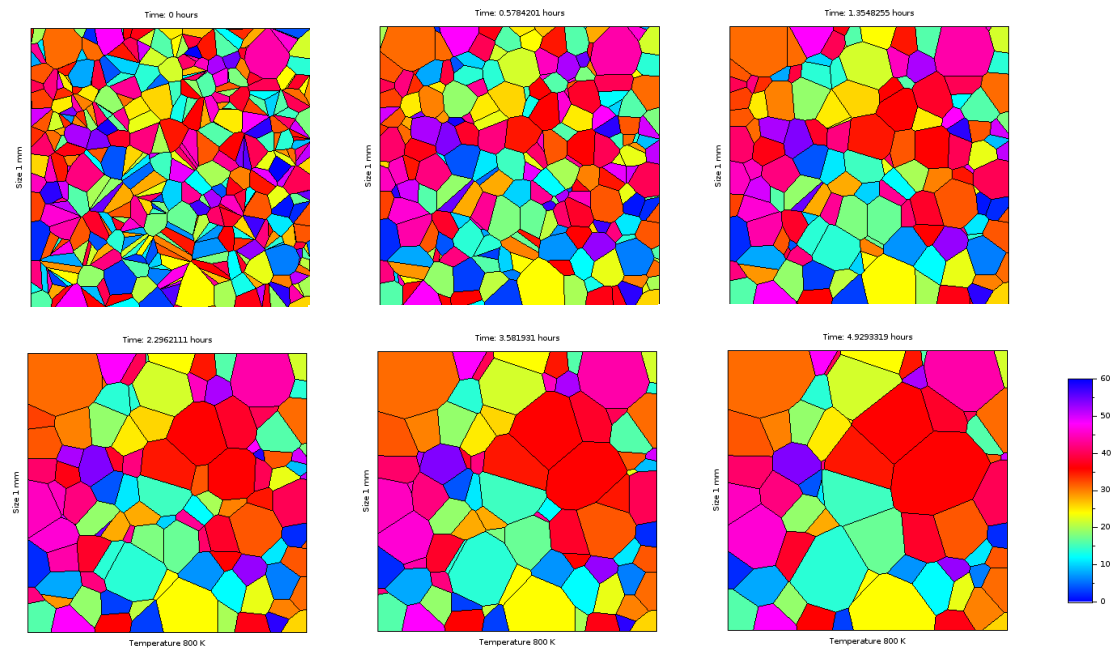 Time: 0 hours
Time: 0.5784201 hours
Time: 1.3548255 hours
Size 1 mm
Size 1 mm
Size 1 mm
Time: 2.2962111 hours
Time: 3.581931 hours
Time: 4.9293319 hours
Size 1 mm
Size 1 mm
Size 1 mm
60
50
40
30
20
10
0
Temperature 800 K
Temperature 800 K
Temperature 800 K